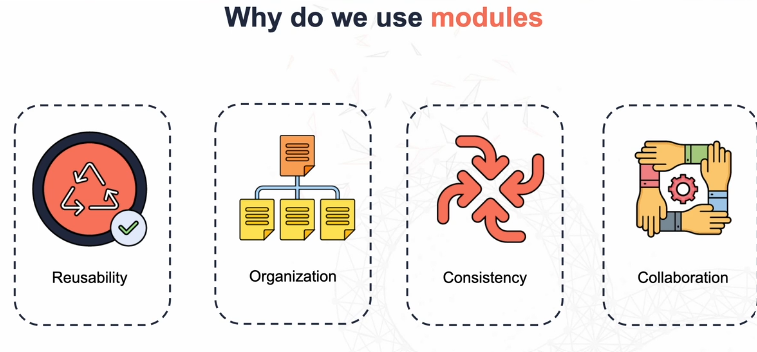 Why do we use modules
Reusability
Organization
Consistency
Collaboration